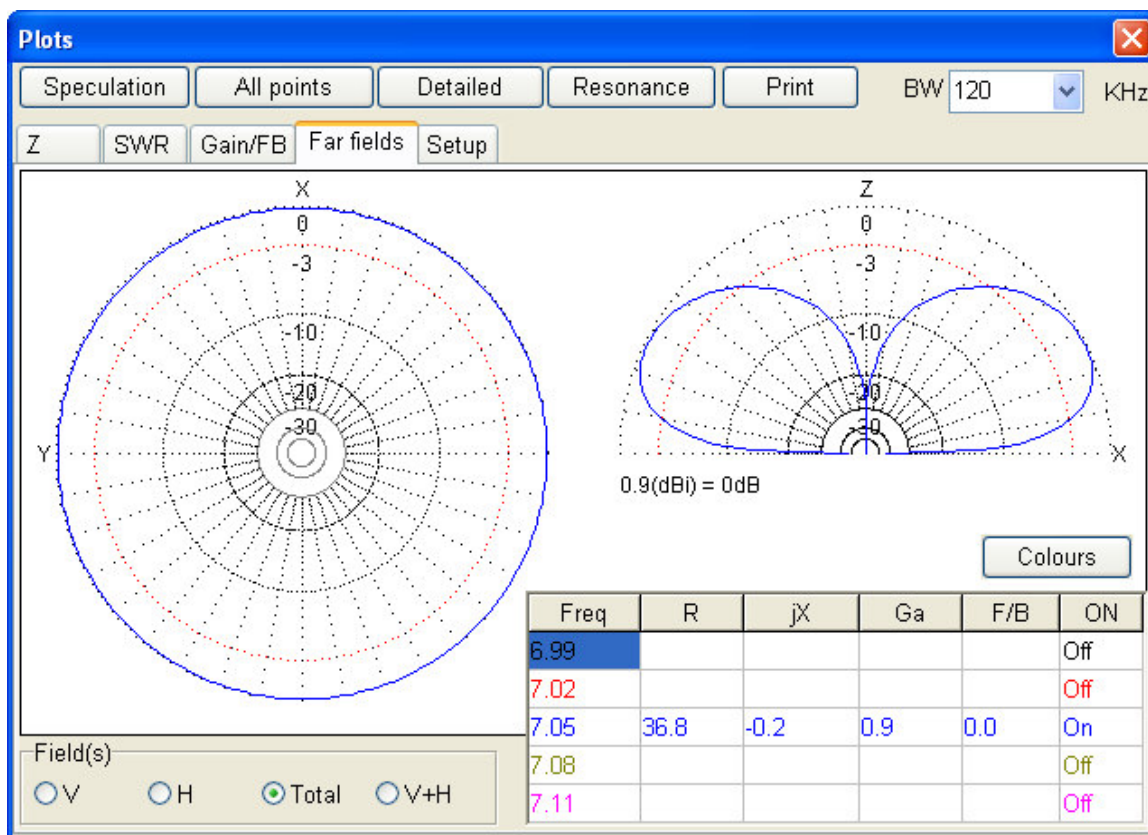 Plots
Speculation All points Detailed Resonance Print BW 120 KHz
Z SWR Gain/FB Far fields Setup
X
0
-3
-10
-20
-30
Y
Z
0
-3
-10
-20
-30
X
0.9(dBi) = 0dB
Colours
Freq R jX Ga F/B ON
6.99 Off
7.02 Off
7.05 36.8 -0.2 0.9 0.0 On
7.08 Off
7.11 Off
Field(s)
V H Total V+H